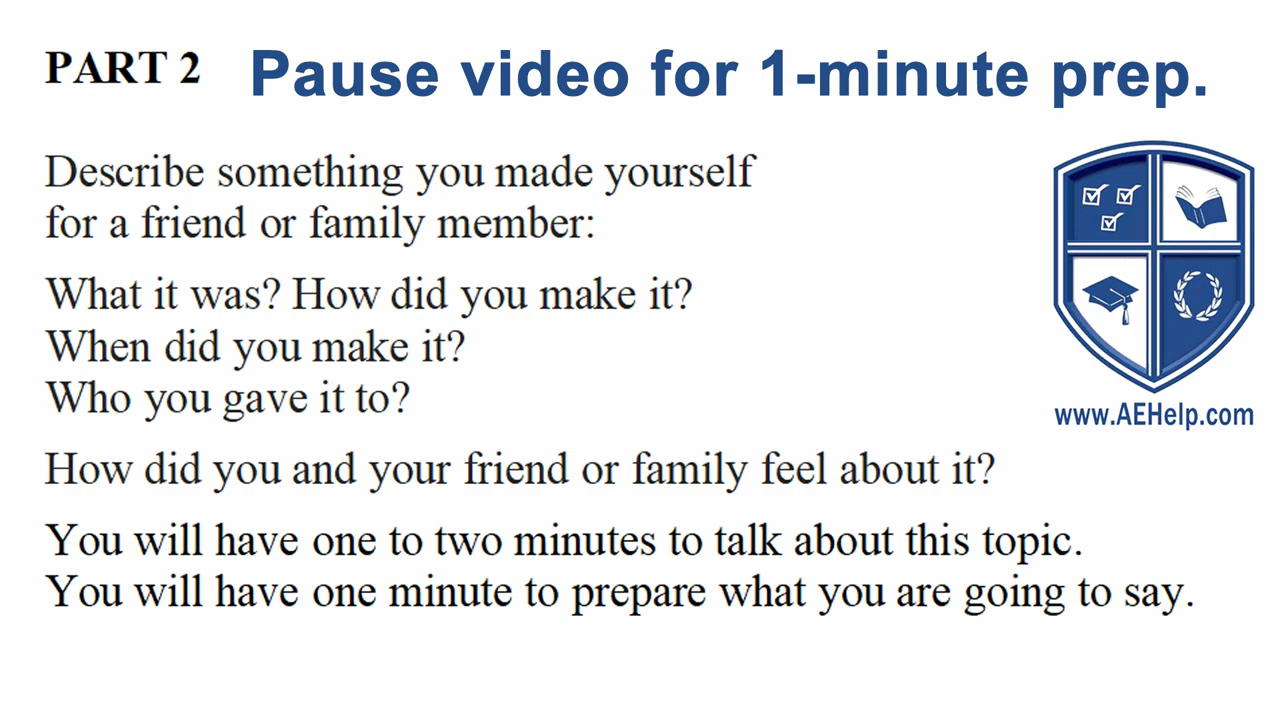 PART 2 Pause video for 1-minute prep.
Describe something you made yourself
for a friend or family member:
What it was? How did you make it?
When did you make it?
Who you gave it to?
www.AEHelp.com
How did you and your friend or family feel about it?
You will have one to two minutes to talk about this topic.
You will have one minute to prepare what you are going to say.